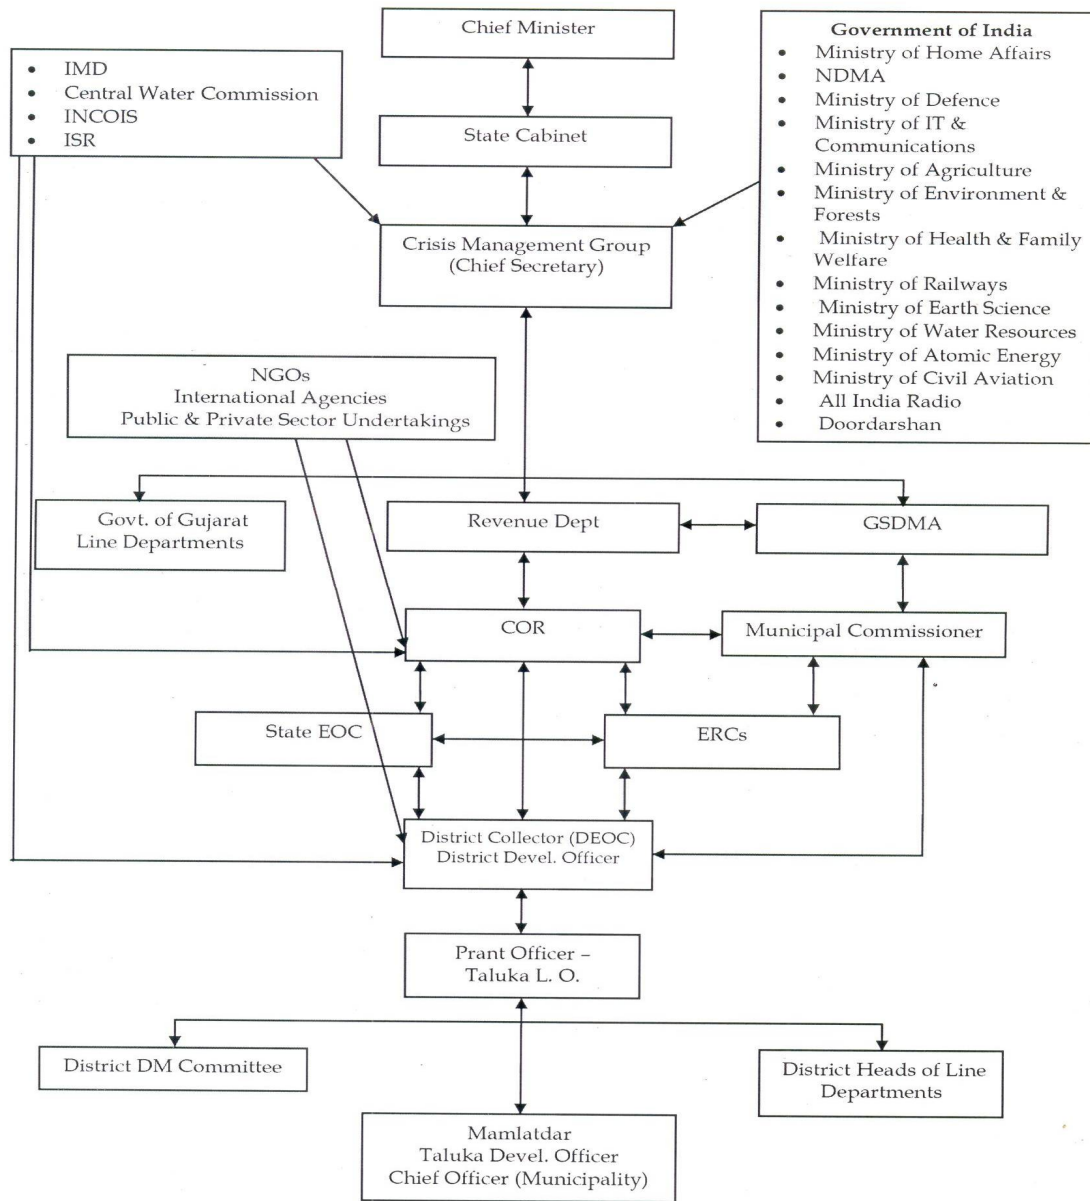 Chief Minister
• IMD
• Central Water Commission
• INCOIS
• ISR
State Cabinet
Government of India
• Ministry of Home Affairs
• NDMA
• Ministry of Defence
• Ministry of IT &
Communications
• Ministry of Agriculture
• Ministry of Environment &
Forests
• Ministry of Health & Family
Welfare
• Ministry of Railways
• Ministry of Earth Science
• Ministry of Water Resources
• Ministry of Atomic Energy
• Ministry of Civil Aviation
• All India Radio
• Doordarshan
Crisis Management Group
(Chief Secretary)
NGOs
International Agencies
Public & Private Sector Undertakings
Govt. of Gujarat
Line Departments
Revenue Dept
GSDMA
COR
Municipal Commissioner
State EOC
ERCs
District Collector (DEOC)
District Devel. Officer
Prant Officer –
Taluka L. O.
District DM Committee
District Heads of Line
Departments
Mamlatdar
Taluka Devel. Officer
Chief Officer (Municipality)